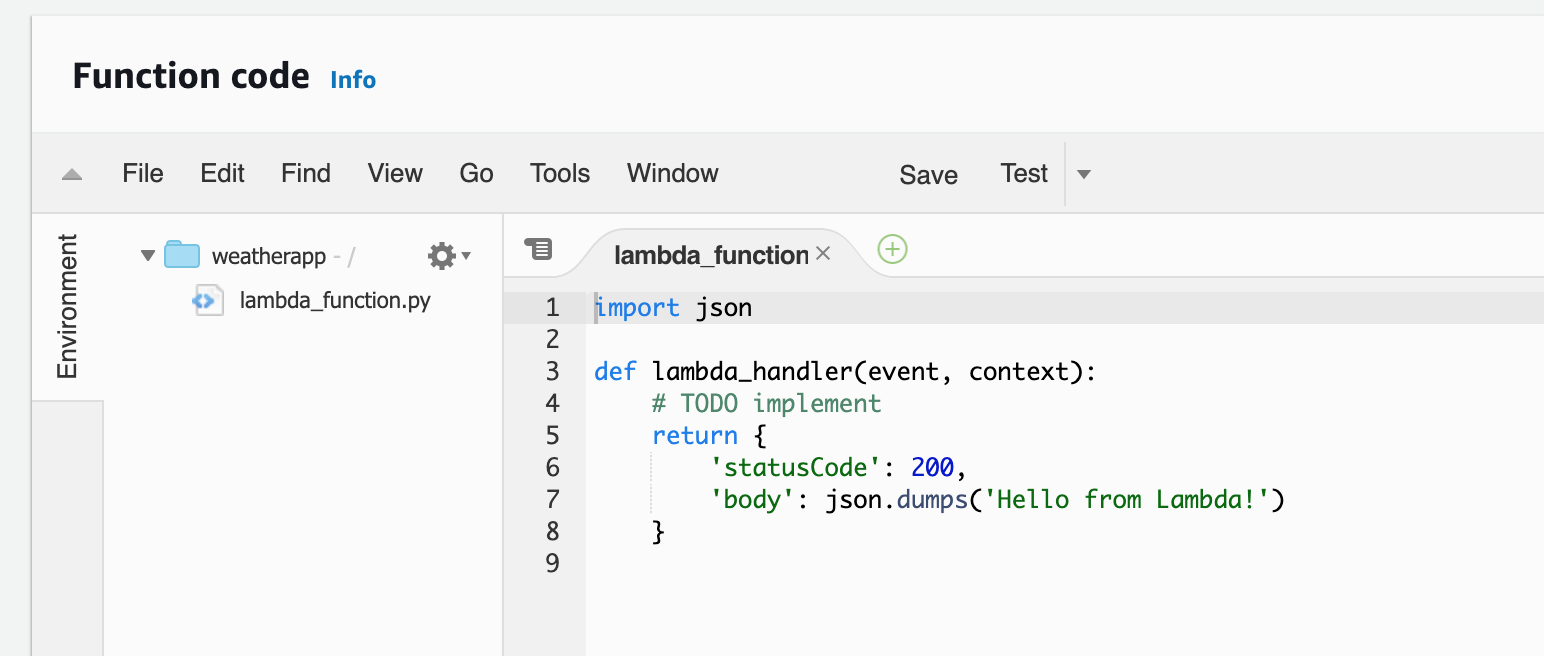 Function code Info
File Edit Find View Go Tools Window Save Test
Environment
weatherapp - /
lambda_function.py
lambda_function
1 import json
2
3 def lambda_handler(event, context):
4     # TODO implement
5     return {
6         'statusCode': 200,
7         'body': json.dumps('Hello from Lambda!')
8     }
9